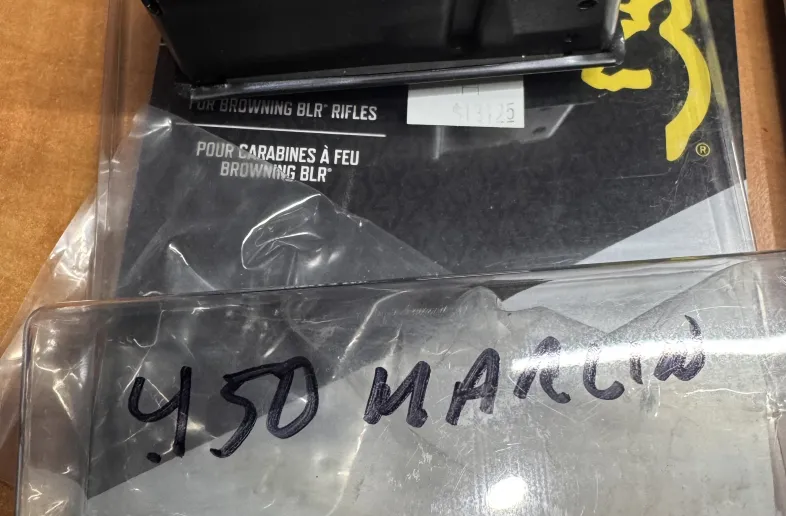 FOR BROWNING BLR® RIFLES
POUR CARABINES À FEU
BROWNING BLR®
®
.450 MARLIN